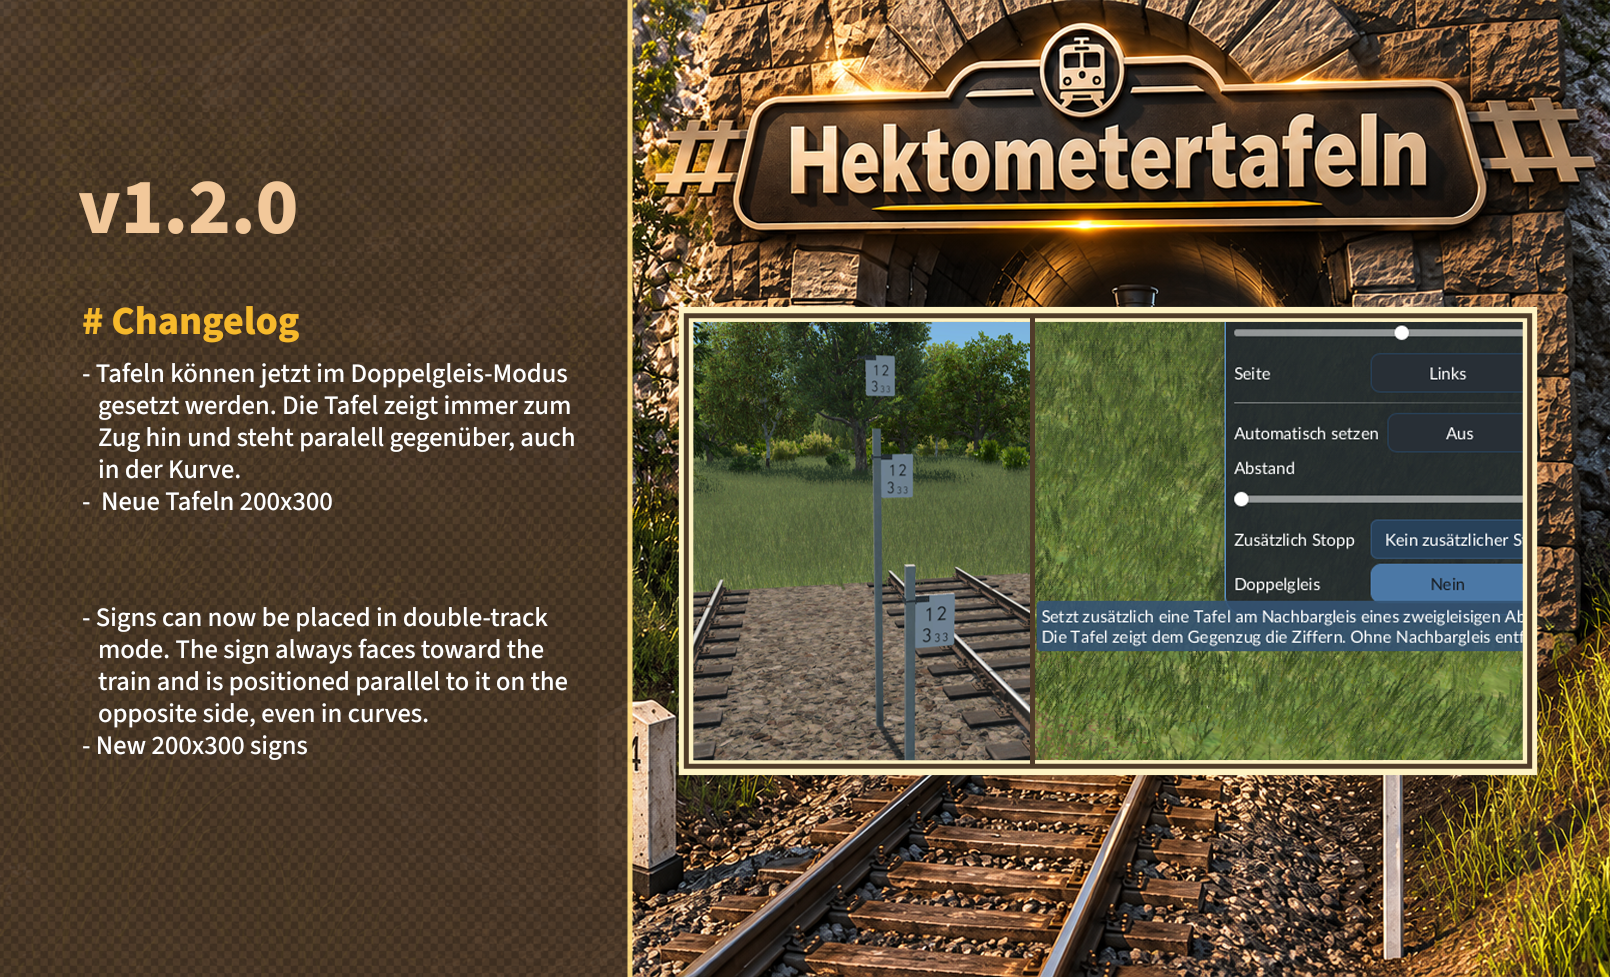 v1.2.0
# Changelog
- Tafeln können jetzt im Doppelgleis-Modus
gesetzt werden. Die Tafel zeigt immer zum
Zug hin und steht paralell gegenüber, auch
in der Kurve.
- Neue Tafeln 200x300
- Signs can now be placed in double-track
mode. The sign always faces toward the
train and is positioned parallel to it on the
opposite side, even in curves.
- New 200x300 signs
Hektometertafeln
12
333
12
333
12
333
Seite Links
Automatisch setzen Aus
Abstand
Zusätzlich Stopp Kein zusätzlicher
Doppelgleis Nein
Setzt zusätzlich eine Tafel am Nachbargleis eines zweigleisigen
Die Tafel zeigt dem Gegenzug die Ziffern. Ohne Nachbargleis
4